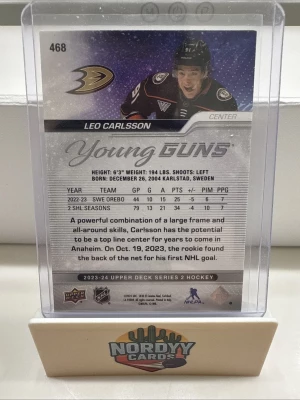 468
LEO CARLSSON
CENTER
Young GUNS
HEIGHT: 6'3" WEIGHT: 194 LBS. SHOOTS: LEFT
BORN: DECEMBER 26, 2004 KARLSTAD, SWEDEN
YEAR TEAM GP G A PTS +/- PIM PPG
2022-23 SWE OREBO 44 10 15 25 -5 6 7
2 SHL SEASONS 79 13 21 34 -4 10 7
A powerful combination of a large frame and
all-around skills, Carlsson has the potential
to be a top line center for years to come in
Anaheim. On Oct. 19, 2023, the rookie found
the back of the net for his first NHL goal.
2023-24 UPPER DECK SERIES 2 HOCKEY
UPPER DECK
NHL
NHLPA
NORDYY
CARDS